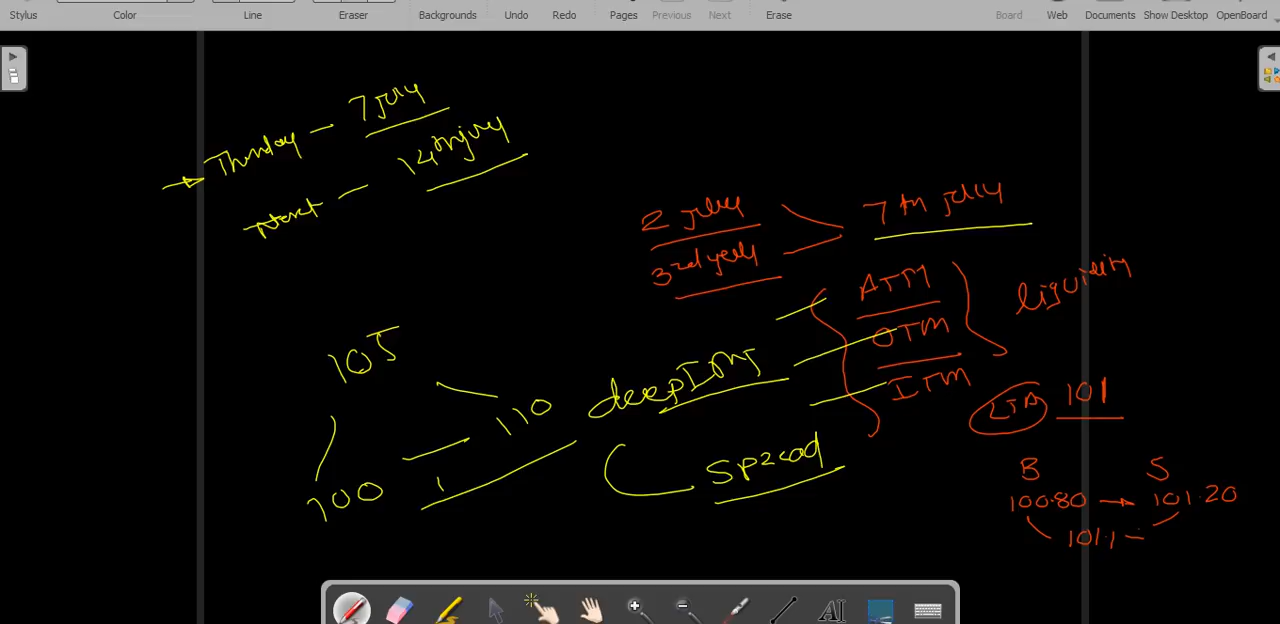 Stylus Color Line Eraser Backgrounds Undo Redo Pages Previous Next Erase Board Web Documents Show Desktop OpenBoard
Thursday - 7 july
14th july
2 july
3rd july
7th july
ATM
OTM
ITM
liquidity
105
100
110
deep ITM
Spread
LTP 101
B S
100.80 → 101.20
101.1